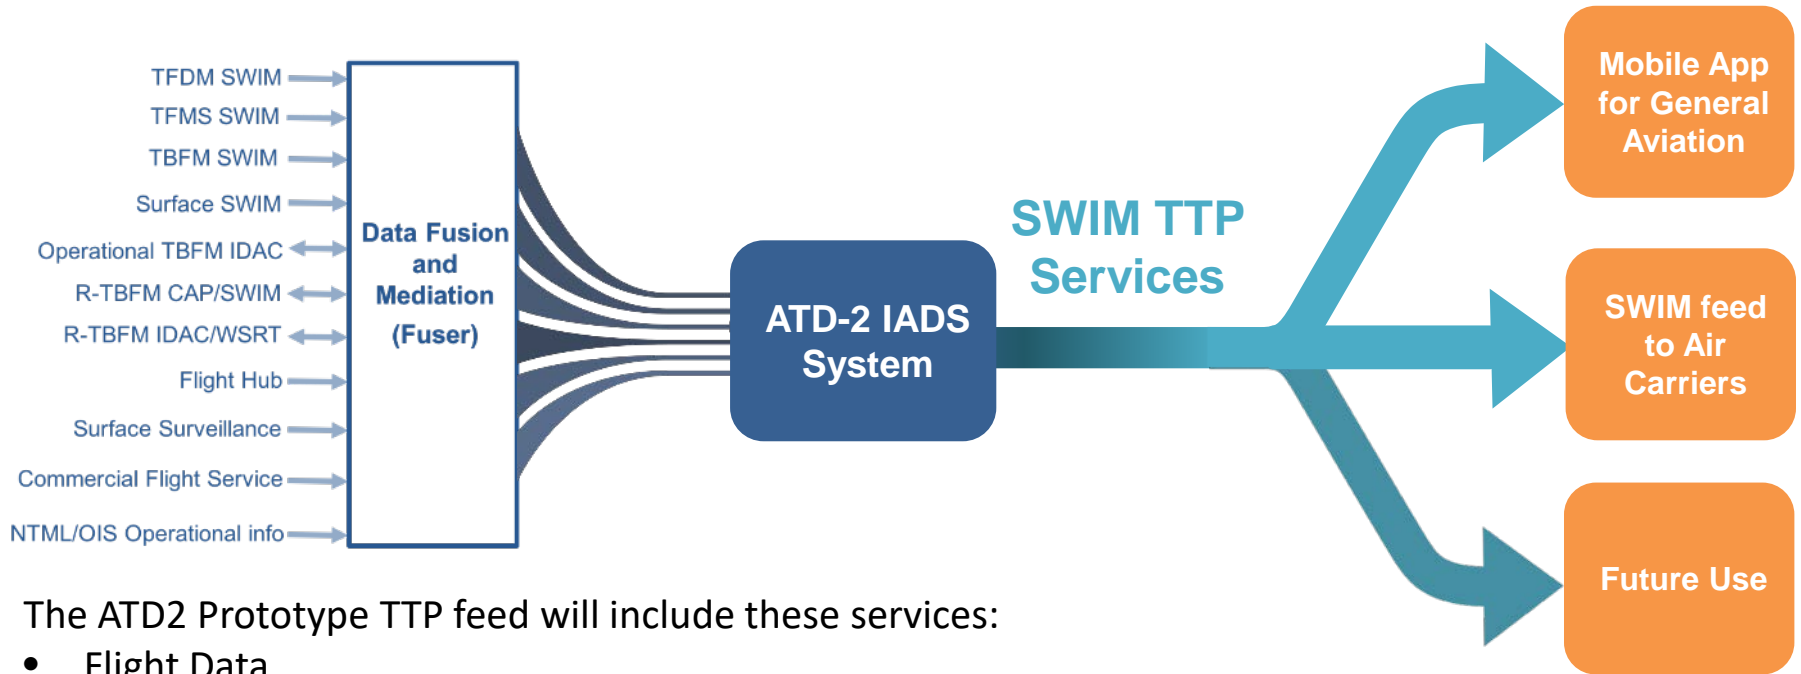 TFDM SWIM
TFMS SWIM
TBFM SWIM
Surface SWIM
Operational TBFM IDAC
R-TBFM CAP/SWIM
R-TBFM IDAC/WSRT
Flight Hub
Surface Surveillance
Commercial Flight Service
NTML/OIS Operational info
Data Fusion
and
Mediation
(Fuser)
ATD-2 IADS
System
SWIM TTP
Services
Mobile App
for General
Aviation
SWIM feed
to Air
Carriers
Future Use
The ATD2 Prototype TTP feed will include these services:
• Flight Data